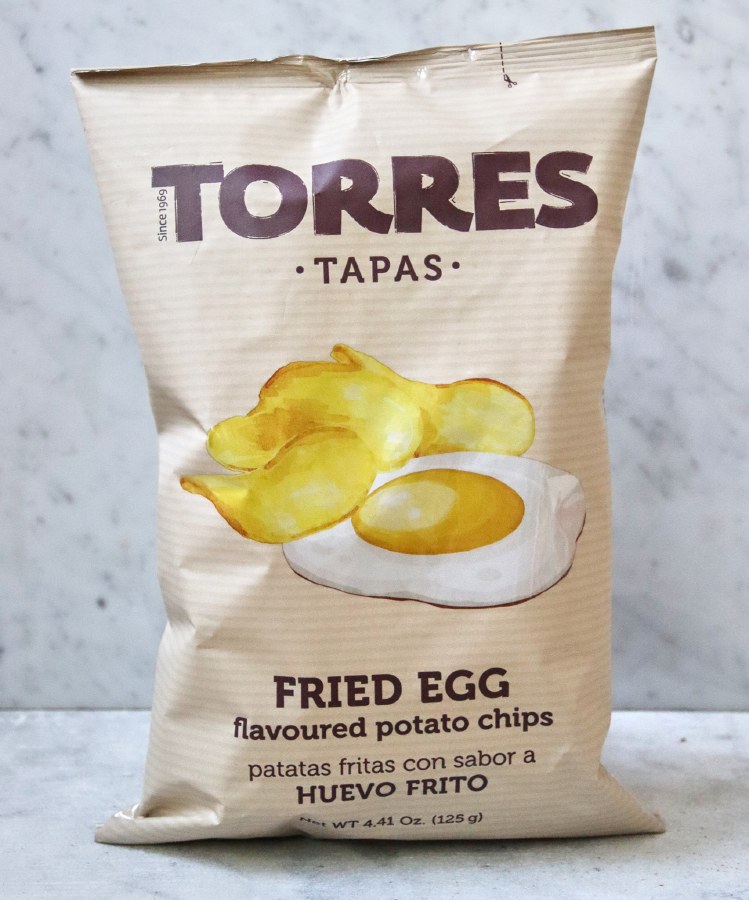 Since 1969
TORRES
·TAPAS·
FRIED EGG
flavoured potato chips
patatas fritas con sabor a
HUEVO FRITO
Net WT 4.41 Oz. (125 g)